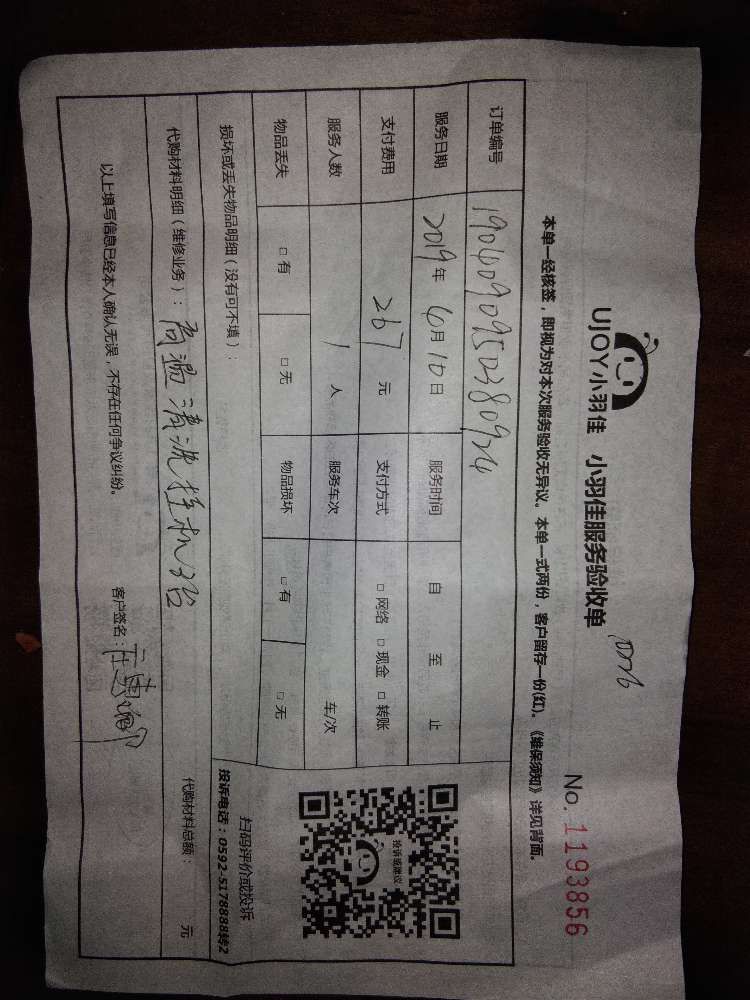 UJOY小羽佳 小羽佳服务验收单
No. 1193856
本单一经核签，即视为对本次服务验收无异议。本单一式两份，客户留存一份(红)。《维保须知》详见背面。
订单编号 1904090950380924
服务日期 2019年 6月 10日 服务时间 自 至 止
支付费用 267 元 支付方式 □ 网络 □ 现金 □ 转账
服务人数 1 人 服务车次 车/次
物品丢失 □ 有 □ 无 物品损坏 □ 有 □ 无
投诉或建议
扫码评价或投诉
投诉电话：0592-5178888转2
损坏或丢失物品明细（没有可不填）：
代购材料明细（维修业务）：高温清洗挂机3台 代购材料总额： 元
以上填写信息已经本人确认无误，不存在任何争议纠纷。 客户签名：